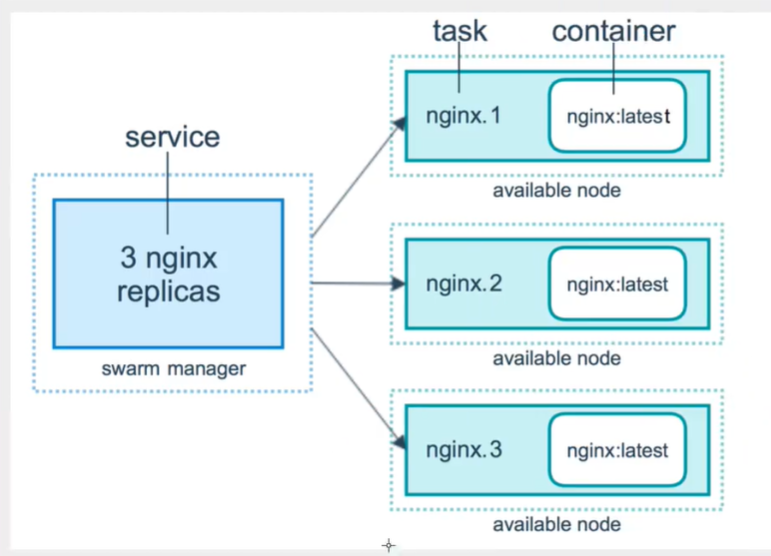 task
container
service
nginx.1
nginx:latest
available node
3 nginx
replicas
swarm manager
nginx.2
nginx:latest
available node
nginx.3
nginx:latest
available node